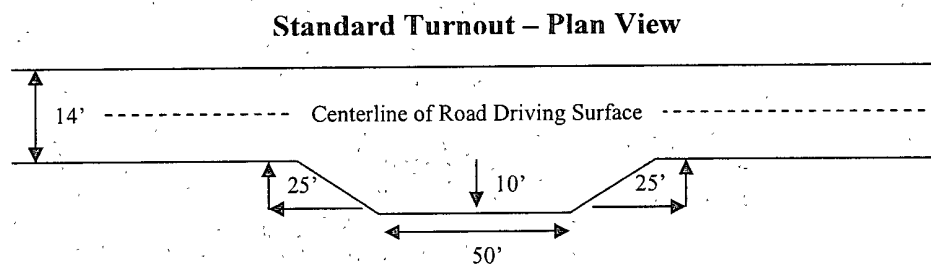 Standard Turnout – Plan View
14'
Centerline of Road Driving Surface
25'
10'
25'
50'